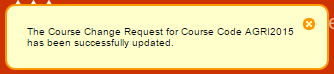 The Course Change Request for Course Code AGRI2015
has been successfully updated.